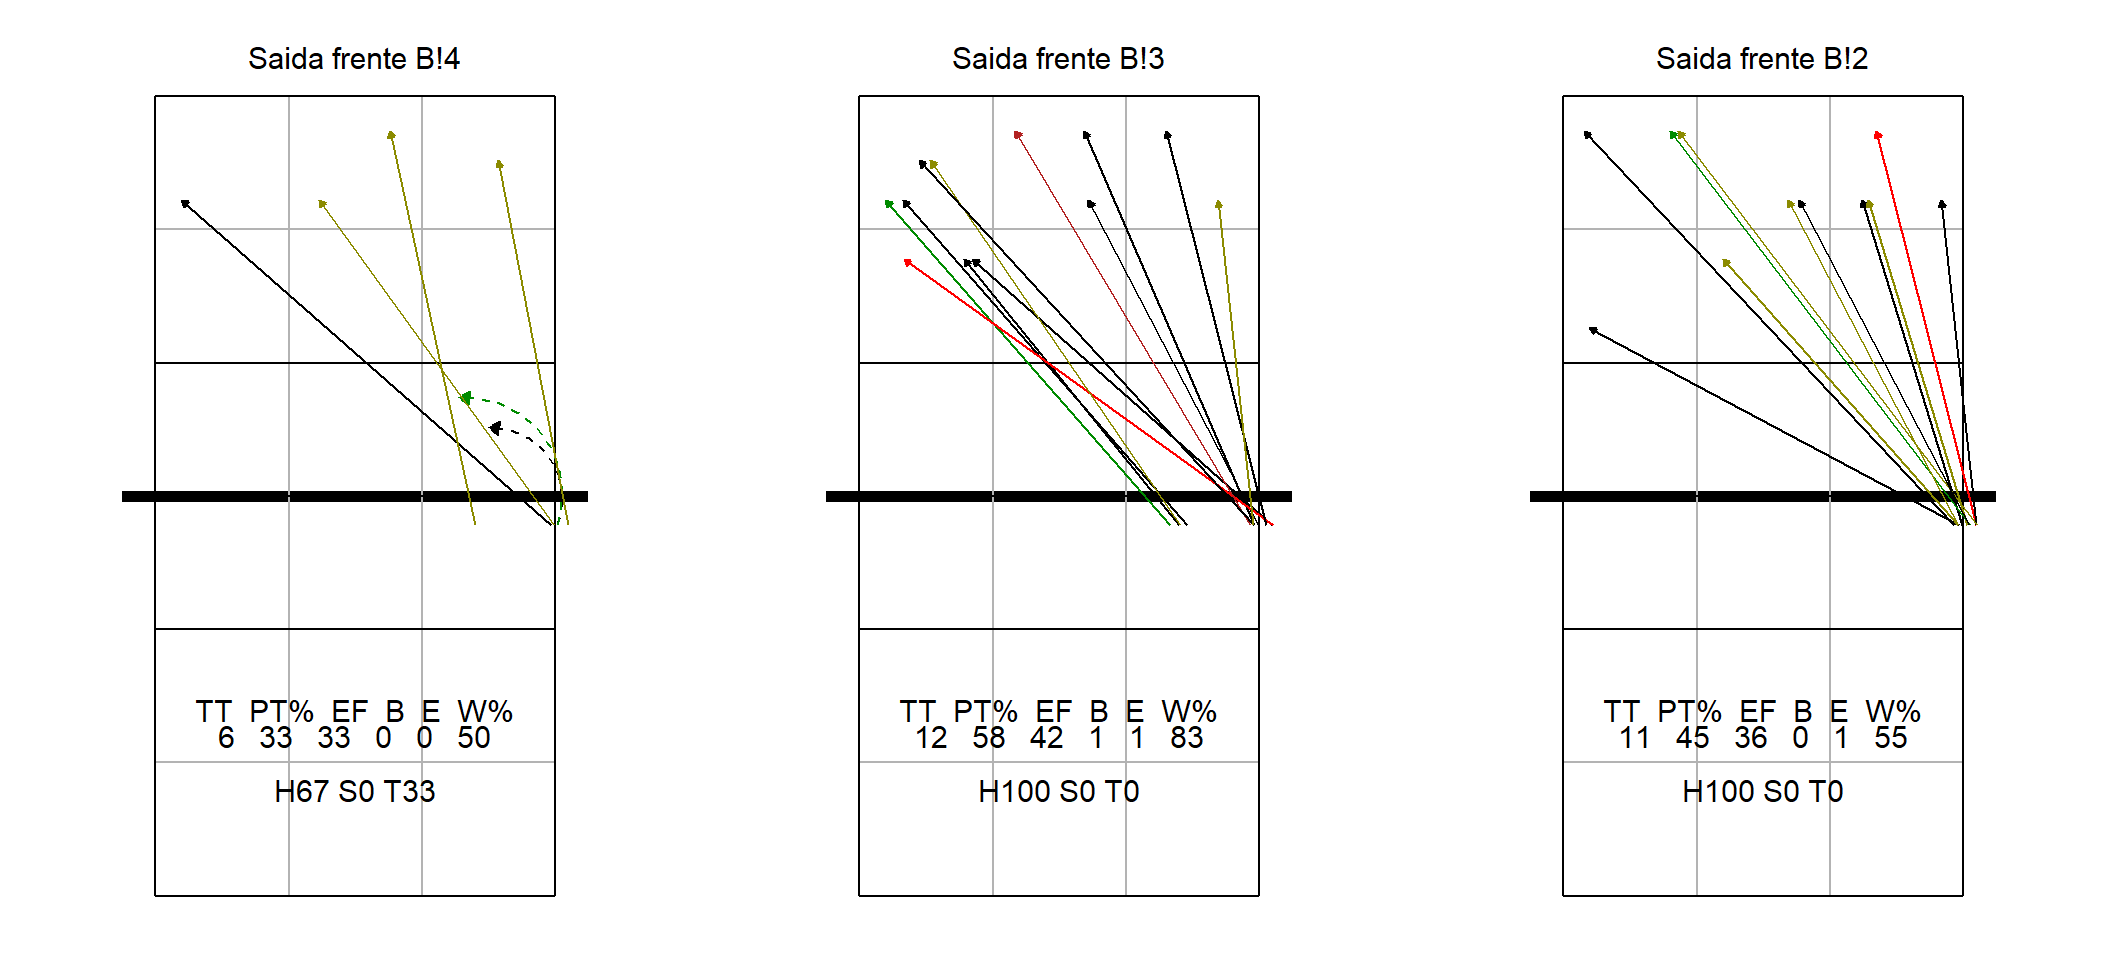 Saida frente B!4
TT PT% EF B E W%
6 33 33 0 0 50
H67 S0 T33
Saida frente B!3
TT PT% EF B E W%
12 58 42 1 1 83
H100 S0 T0
Saida frente B!2
TT PT% EF B E W%
11 45 36 0 1 55
H100 S0 T0